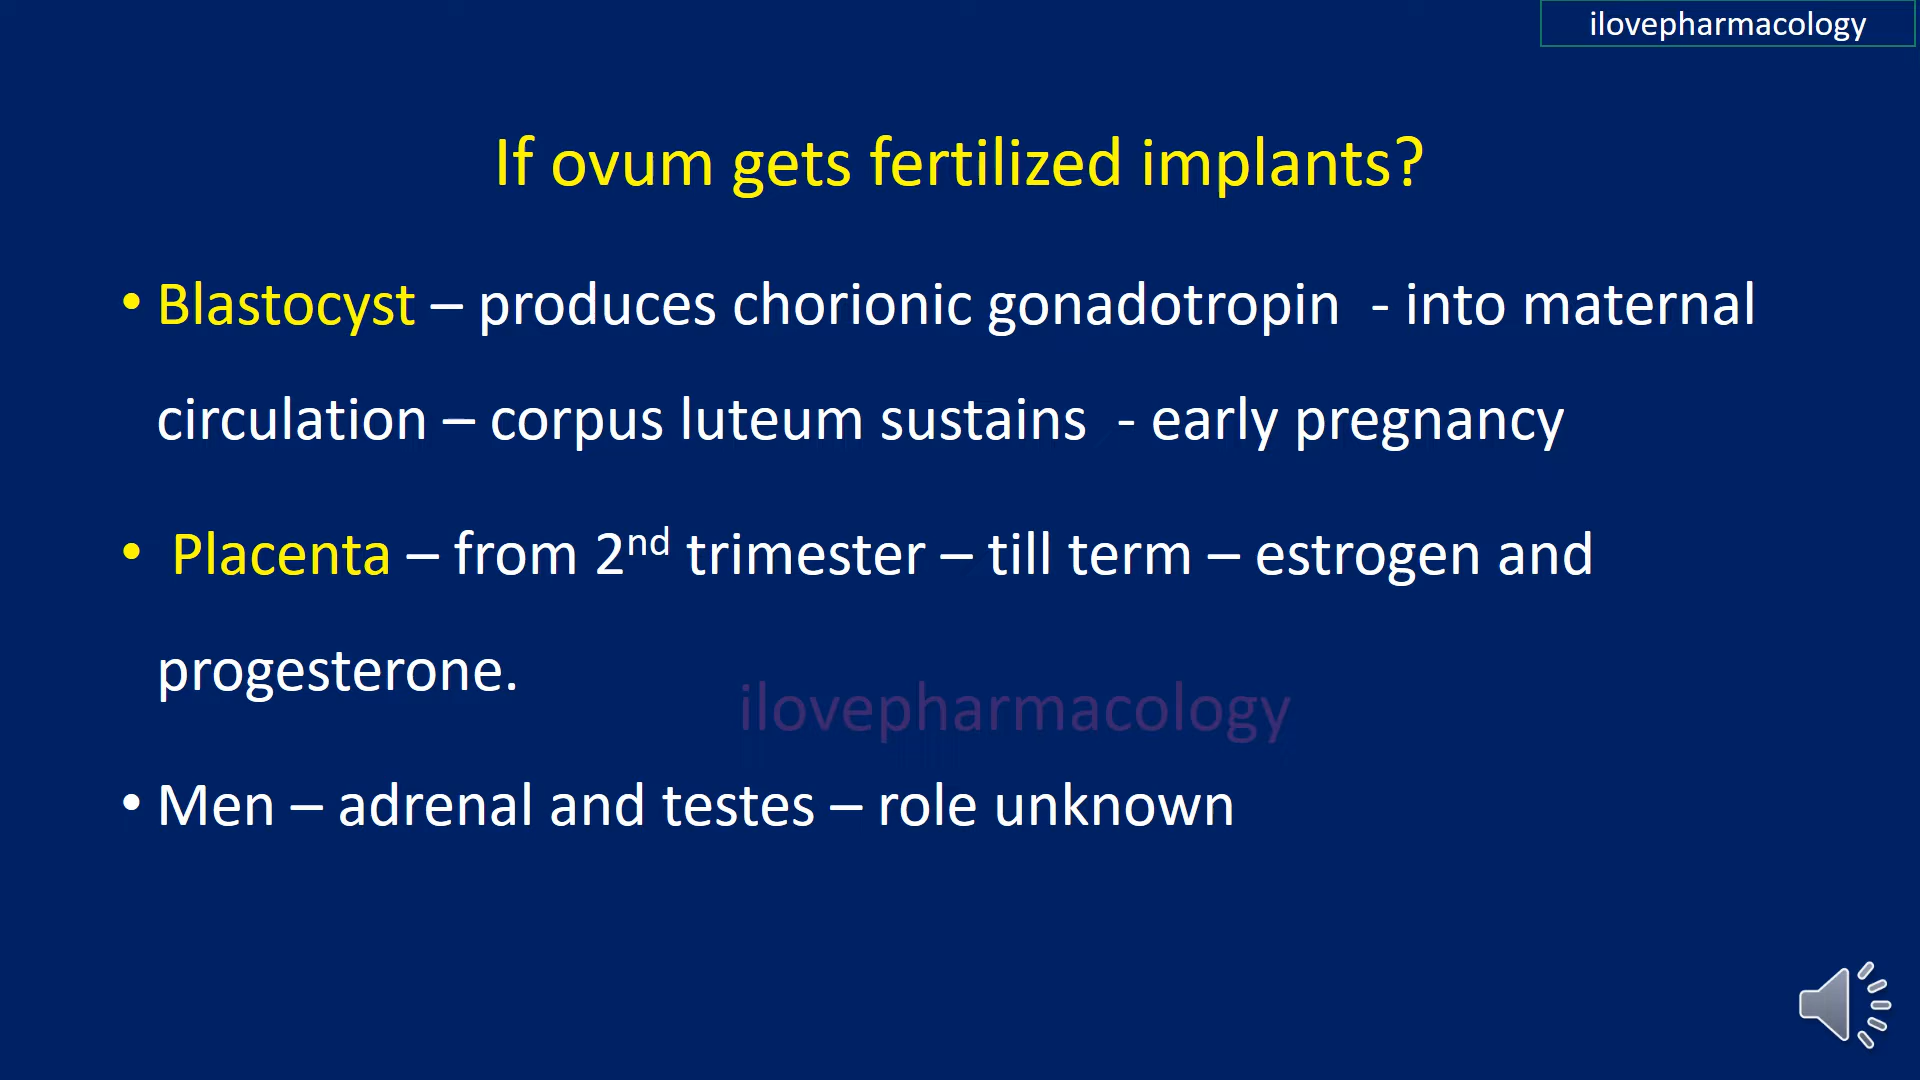 ilovepharmacology
If ovum gets fertilized implants?
• Blastocyst – produces chorionic gonadotropin  - into maternal
circulation – corpus luteum sustains  - early pregnancy
•  Placenta – from 2nd trimester – till term – estrogen and
progesterone.
ilovepharmacology
• Men – adrenal and testes – role unknown